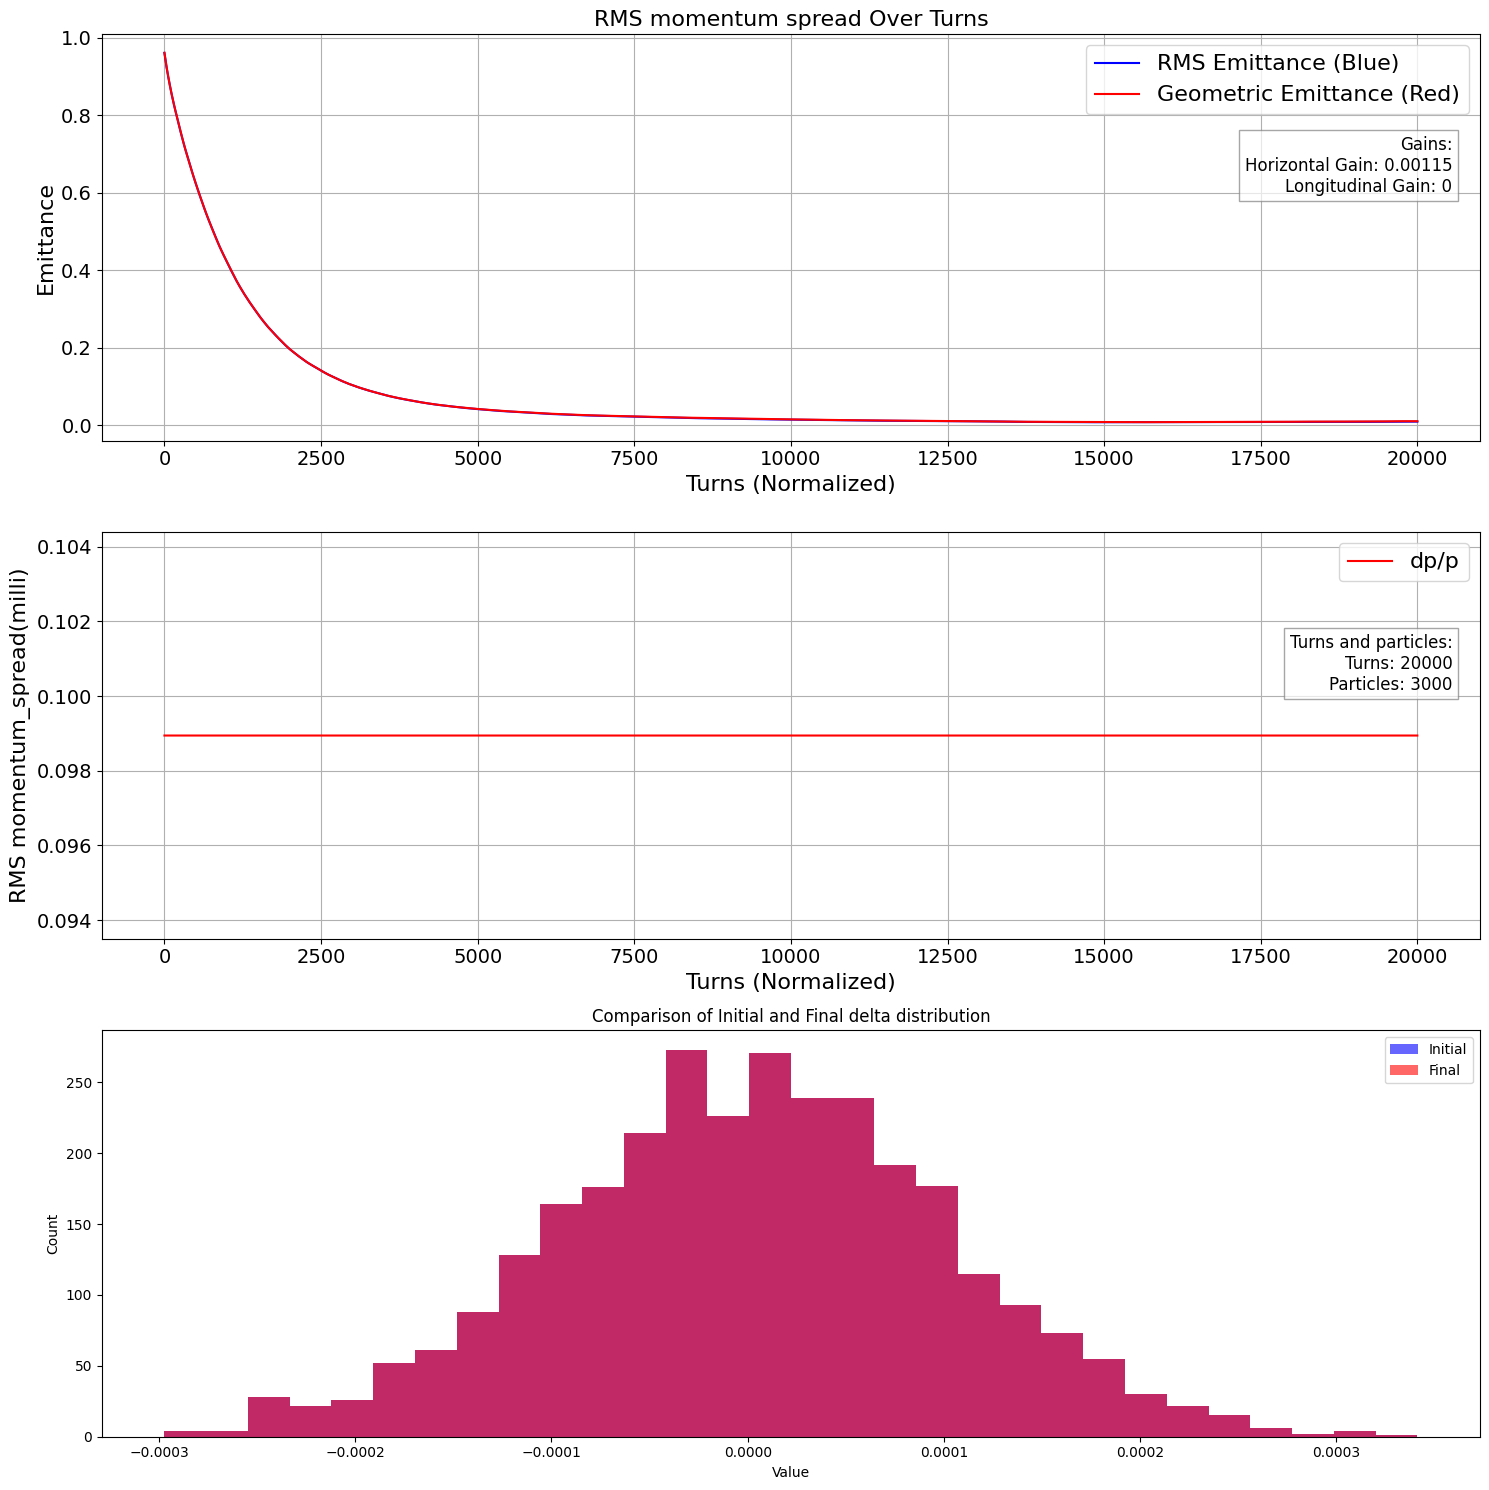 RMS momentum spread Over Turns
1.0
0.8
0.6
0.4
0.2
0.0
Emittance
RMS Emittance (Blue)
Geometric Emittance (Red)
Gains:
Horizontal Gain: 0.00115
Longitudinal Gain: 0
0 2500 5000 7500 10000 12500 15000 17500 20000
Turns (Normalized)
0.104
0.102
0.100
0.098
0.096
0.094
RMS momentum_spread(milli)
dp/p
Turns and particles:
Turns: 20000
Particles: 3000
0 2500 5000 7500 10000 12500 15000 17500 20000
Turns (Normalized)
Comparison of Initial and Final delta distribution
250
200
150
100
50
0
Count
Initial
Final
−0.0003 −0.0002 −0.0001 0.0000 0.0001 0.0002 0.0003
Value